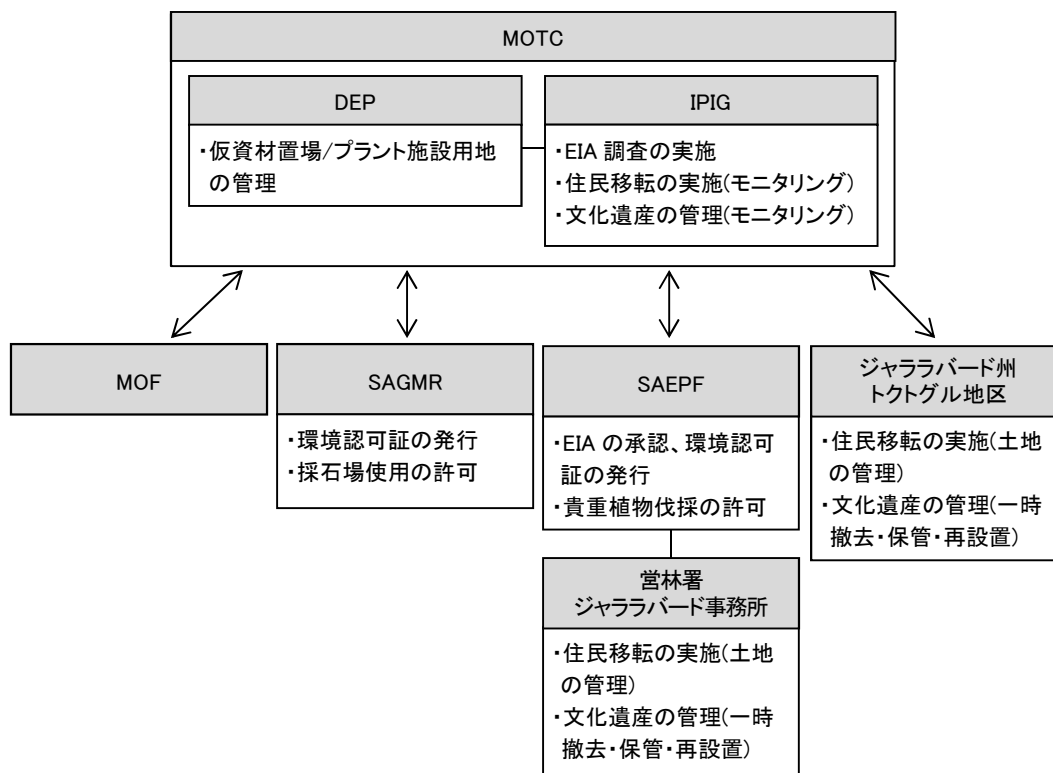 MOTC
DEP
・仮資材置場/プラント施設用地
の管理
IPIG
・EIA 調査の実施
・住民移転の実施(モニタリング)
・文化遺産の管理(モニタリング)
MOF
SAGMR
・環境認可証の発行
・採石場使用の許可
SAEPF
・EIA の承認、環境認可
証の発行
・貴重植物伐採の許可
営林署
ジャララバード事務所
・住民移転の実施(土地
の管理)
・文化遺産の管理(一時
撤去・保管・再設置)
ジャララバード州
トクトグル地区
・住民移転の実施(土地
の管理)
・文化遺産の管理(一時
撤去・保管・再設置)